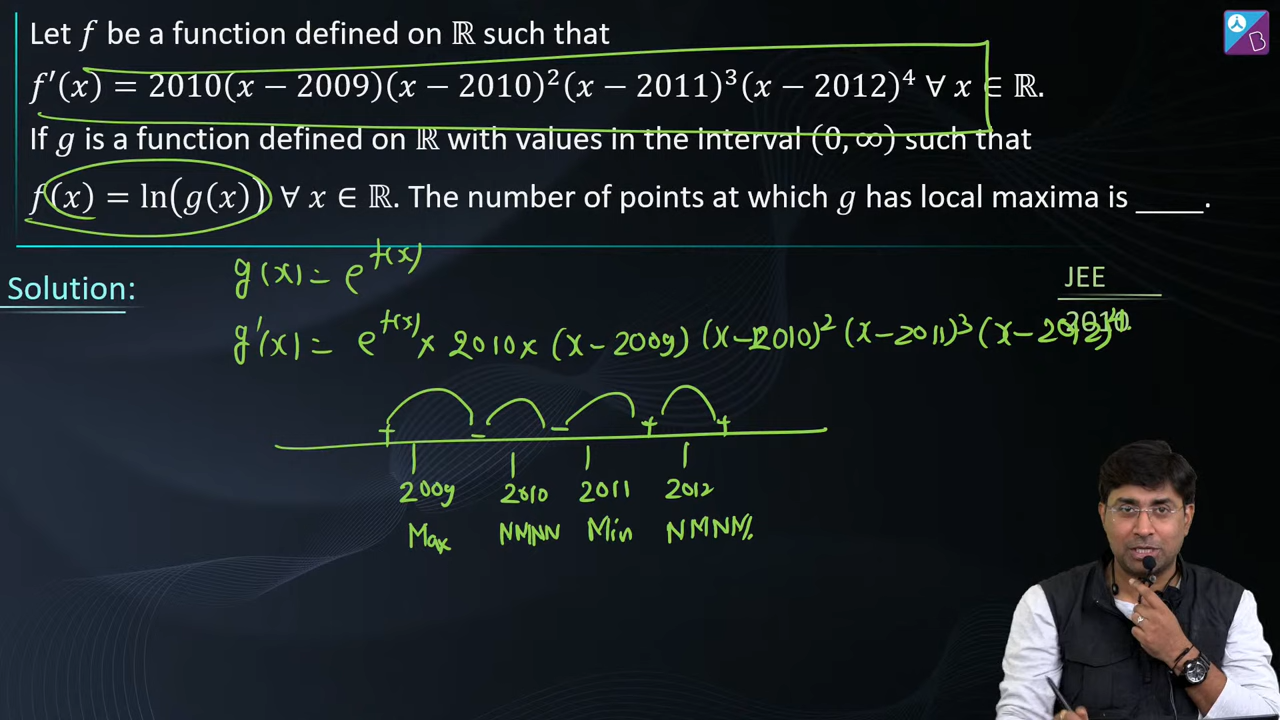 Let f be a function defined on ℝ such that
f′(x) = 2010(x − 2009)(x − 2010)²(x − 2011)³(x − 2012)⁴ ∀ x ∈ ℝ.
If g is a function defined on ℝ with values in the interval (0, ∞) such that
f(x) = ln(g(x)) ∀ x ∈ ℝ. The number of points at which g has local maxima is ____.
Solution:
JEE
2010
g(x) = e^f(x)
g'(x) = e^f(x) × 2010 × (x − 2009) (x − 2010)² (x − 2011)³ (x − 2012)⁴
+ − − + +
2009 2010 2011 2012
Max NMNN Min NMNM
B